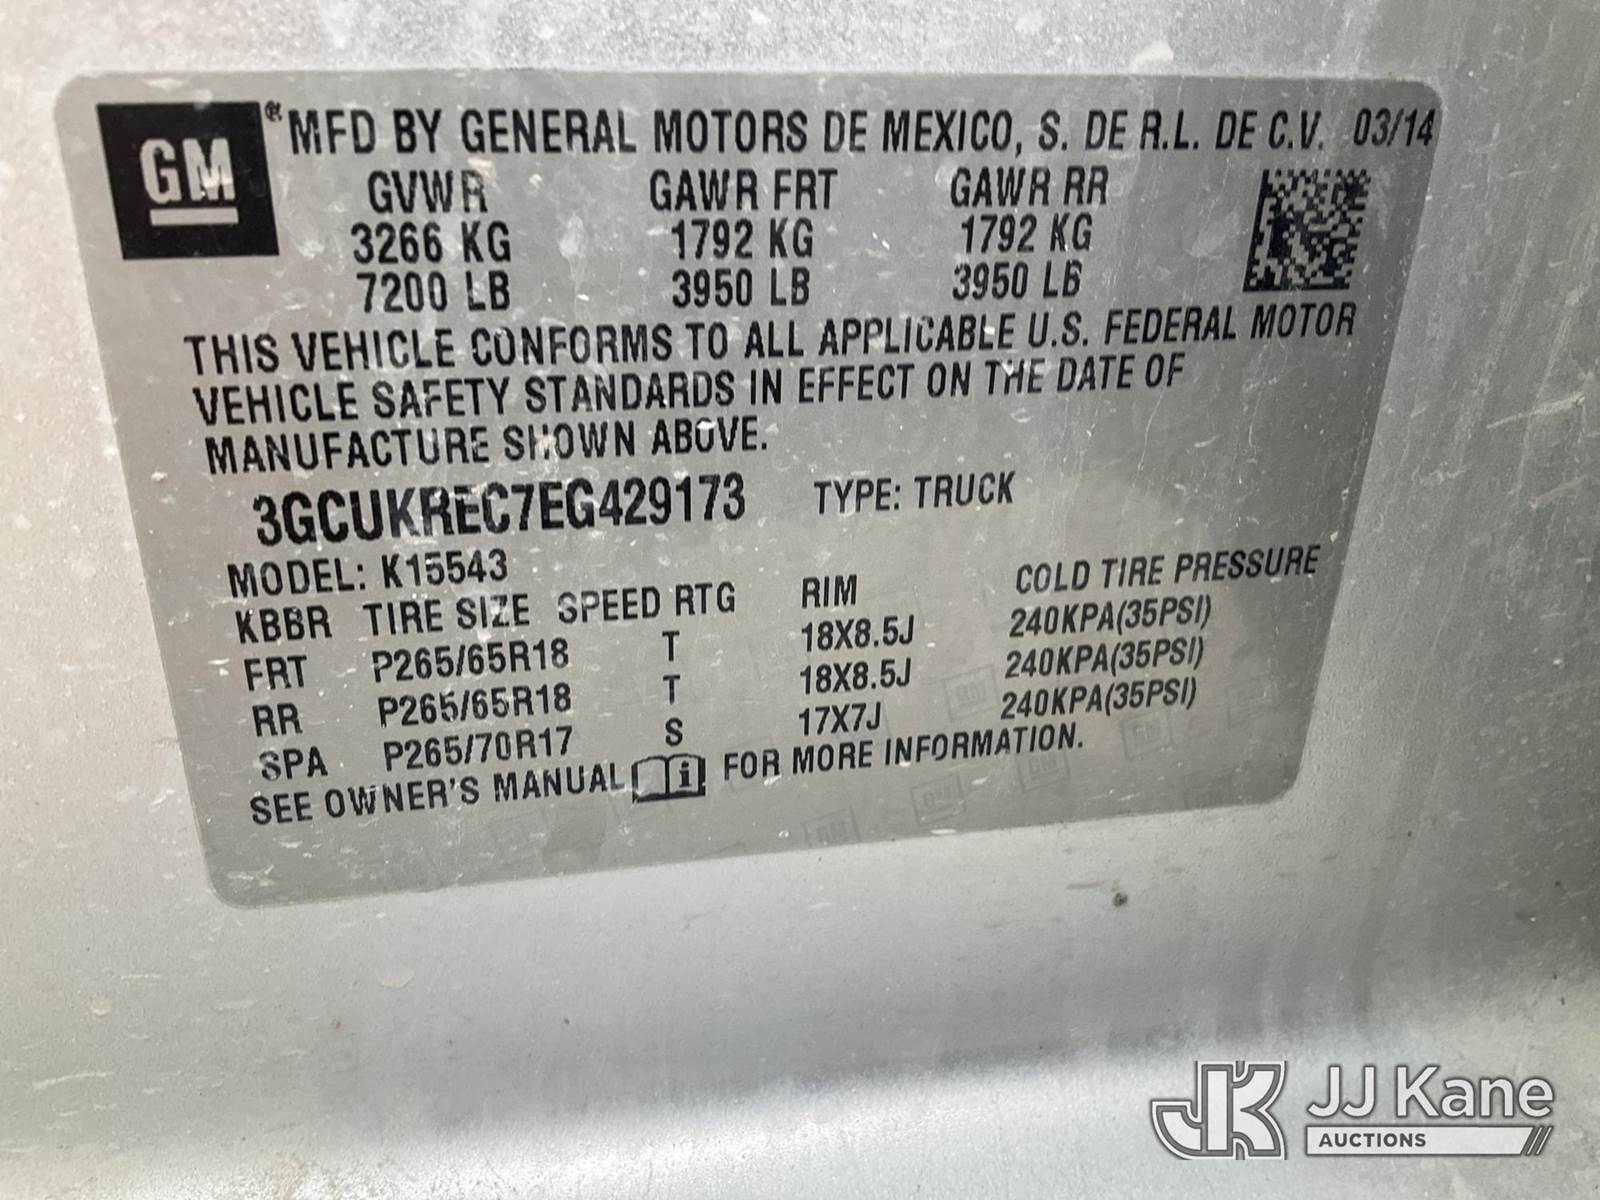 GM ® MFD BY GENERAL MOTORS DE MEXICO, S. DE R.L. DE C.V. 03/14
GVWR GAWR FRT GAWR RR
3266 KG 1792 KG 1792 KG
7200 LB 3950 LB 3950 LB
THIS VEHICLE CONFORMS TO ALL APPLICABLE U.S. FEDERAL MOTOR
VEHICLE SAFETY STANDARDS IN EFFECT ON THE DATE OF
MANUFACTURE SHOWN ABOVE.
3GCUKREC7EG429173 TYPE: TRUCK
MODEL: K15543
KBBR TIRE SIZE SPEED RTG RIM COLD TIRE PRESSURE
FRT P265/65R18 T 18X8.5J 240KPA(35PSI)
RR P265/65R18 T 18X8.5J 240KPA(35PSI)
SPA P265/70R17 S 17X7J 240KPA(35PSI)
SEE OWNER'S MANUAL i FOR MORE INFORMATION.
JK JJ Kane
AUCTIONS